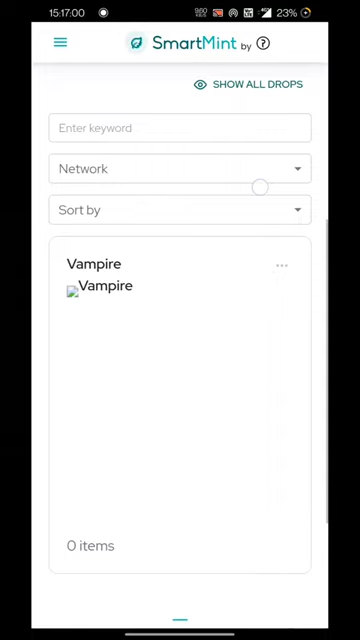 15:17:00
23%
SmartMint by
SHOW ALL DROPS
Enter keyword
Network
Sort by
Vampire
Vampire
0 items